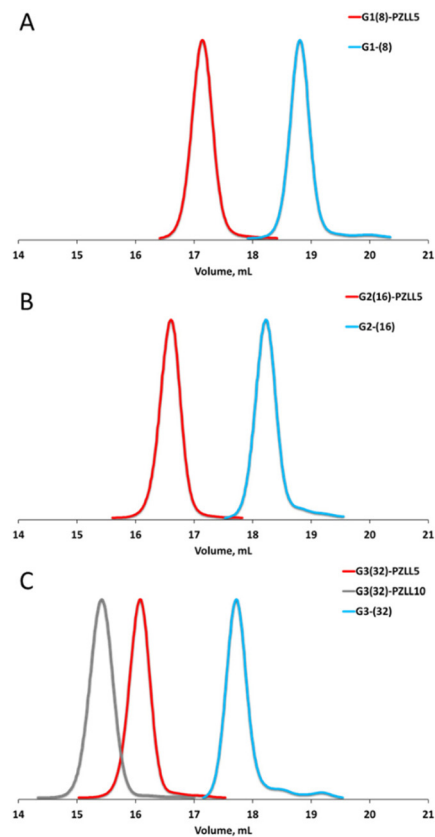 A
G1(8)-PZLL5
G1-(8)
14 15 16 17 18 19 20 21
Volume, mL
B
G2(16)-PZLL5
G2-(16)
14 15 16 17 18 19 20 21
Volume, mL
C
G3(32)-PZLL5
G3(32)-PZLL10
G3-(32)
14 15 16 17 18 19 20 21
Volume, mL